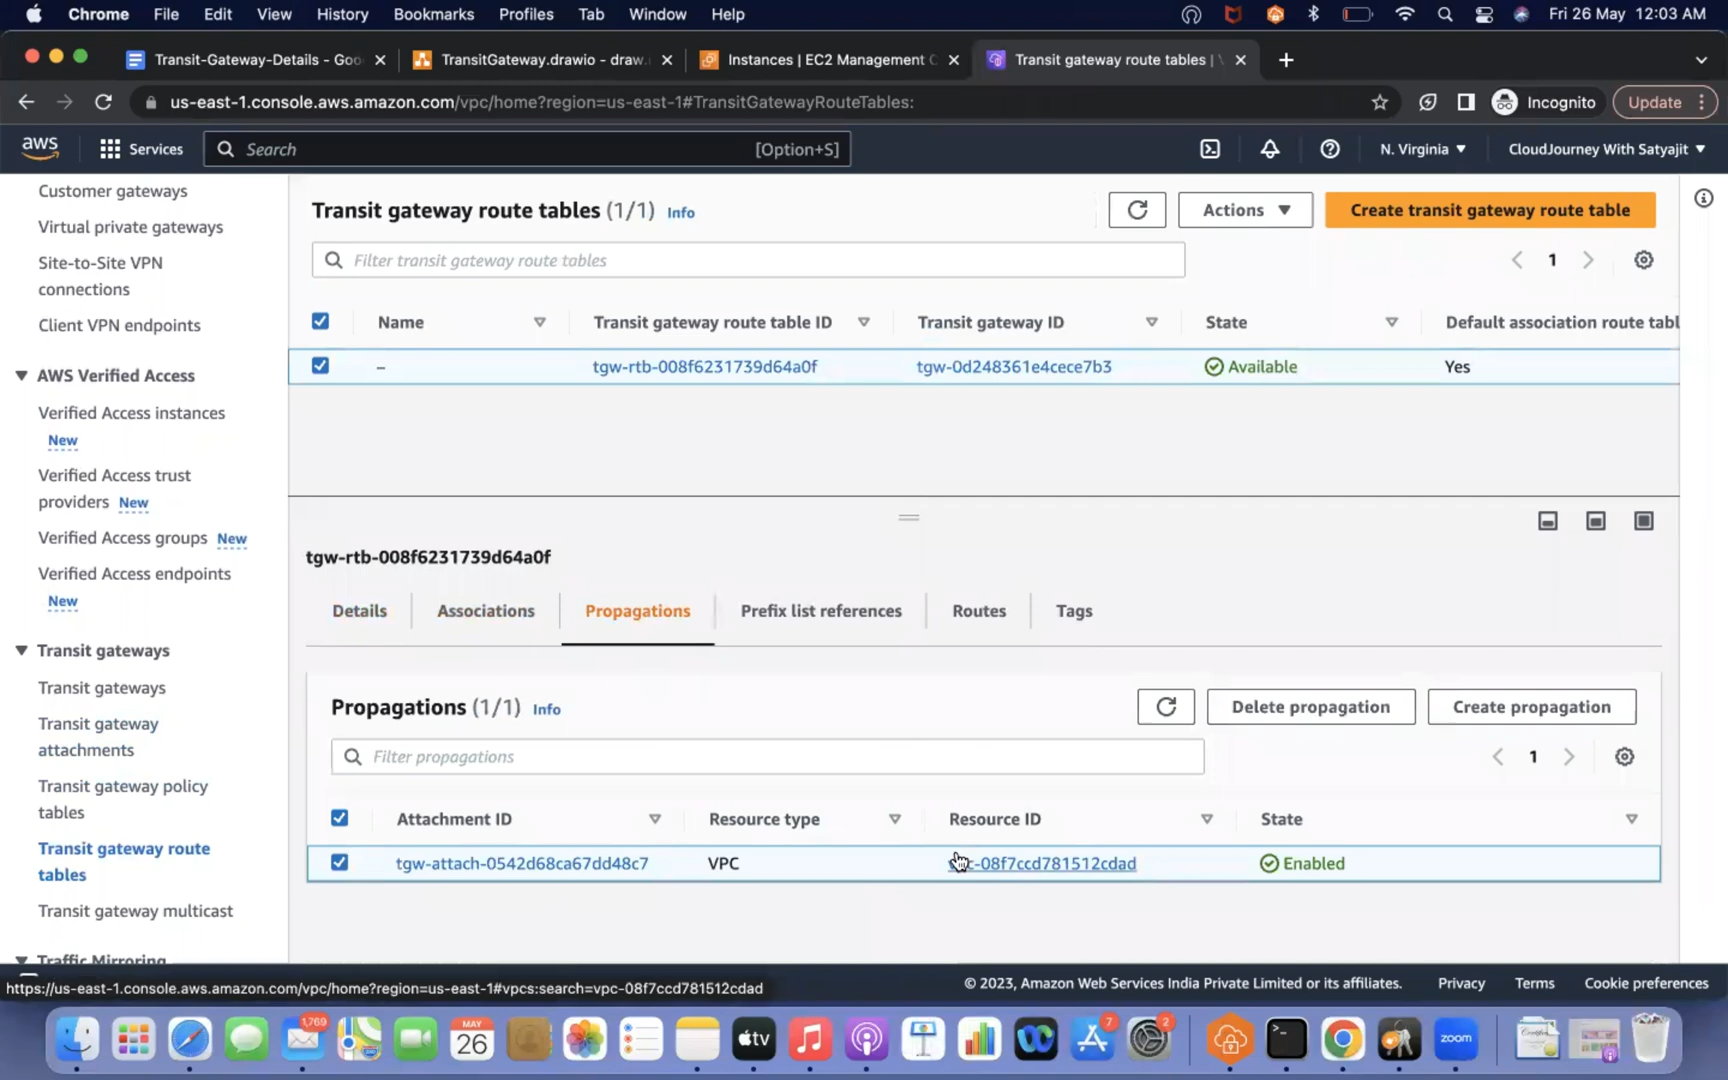 Chrome File Edit View History Bookmarks Profiles Tab Window Help Fri 26 May 12:03 AM
Transit-Gateway-Details - Goo TransitGateway.drawio - draw. Instances | EC2 Management C Transit gateway route tables |
us-east-1.console.aws.amazon.com/vpc/home?region=us-east-1#TransitGatewayRouteTables: Incognito Update
aws Services Search [Option+S] N. Virginia CloudJourney With Satyajit
Customer gateways
Virtual private gateways
Site-to-Site VPN
connections
Client VPN endpoints
AWS Verified Access
Verified Access instances
New
Verified Access trust
providers New
Verified Access groups New
Verified Access endpoints
New
Transit gateways
Transit gateways
Transit gateway
attachments
Transit gateway policy
tables
Transit gateway route
tables
Transit gateway multicast
Traffic Mirroring
Transit gateway route tables (1/1) Info Actions Create transit gateway route table
Filter transit gateway route tables 1
Name Transit gateway route table ID Transit gateway ID State Default association route tabl
– tgw-rtb-008f6231739d64a0f tgw-0d248361e4cece7b3 Available Yes
tgw-rtb-008f6231739d64a0f
Details Associations Propagations Prefix list references Routes Tags
Propagations (1/1) Info Delete propagation Create propagation
Filter propagations 1
Attachment ID Resource type Resource ID State
tgw-attach-0542d68ca67dd48c7 VPC vpc-08f7ccd781512cdad Enabled
https://us-east-1.console.aws.amazon.com/vpc/home?region=us-east-1#vpcs:search=vpc-08f7ccd781512cdad © 2023, Amazon Web Services India Private Limited or its affiliates. Privacy Terms Cookie preferences
1,769 MAY 26 tv 7 2 zoom